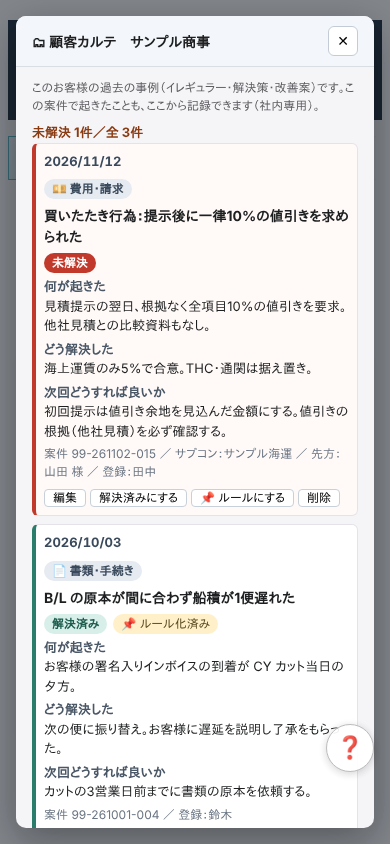 🗂 顧客カルテ　サンプル商事
✕
このお客様の過去の事例（イレギュラー・解決策・改善案）です。こ
の案件で起きたことも、ここから記録できます（社内専用）。
未解決 1件／全 3件
2026/11/12
💴 費用・請求
買いたたき行為：提示後に一律10%の値引きを求め
られた
未解決
何が起きた
見積提示の翌日、根拠なく全項目10%の値引きを要求。
他社見積との比較資料もなし。
どう解決した
海上運賃のみ5%で合意。THC・通関は据え置き。
次回どうすれば良いか
初回提示は値引き余地を見込んだ金額にする。値引きの
根拠（他社見積）を必ず確認する。
案件 99-261102-015 ／ サブコン：サンプル海運 ／ 先方：
山田 様 ／ 登録：田中
編集 解決済みにする 📌 ルールにする 削除
2026/10/03
📄 書類・手続き
B/L の原本が間に合わず船積が1便遅れた
解決済み 📌 ルール化済み
何が起きた
お客様の署名入りインボイスの到着が CY カット当日の
夕方。
どう解決した
次の便に振り替え。お客様に遅延を説明し了承をもらっ
た。
❓
次回どうすれば良いか
カットの3営業日前までに書類の原本を依頼する。
案件 99-261001-004 ／ 登録：鈴木